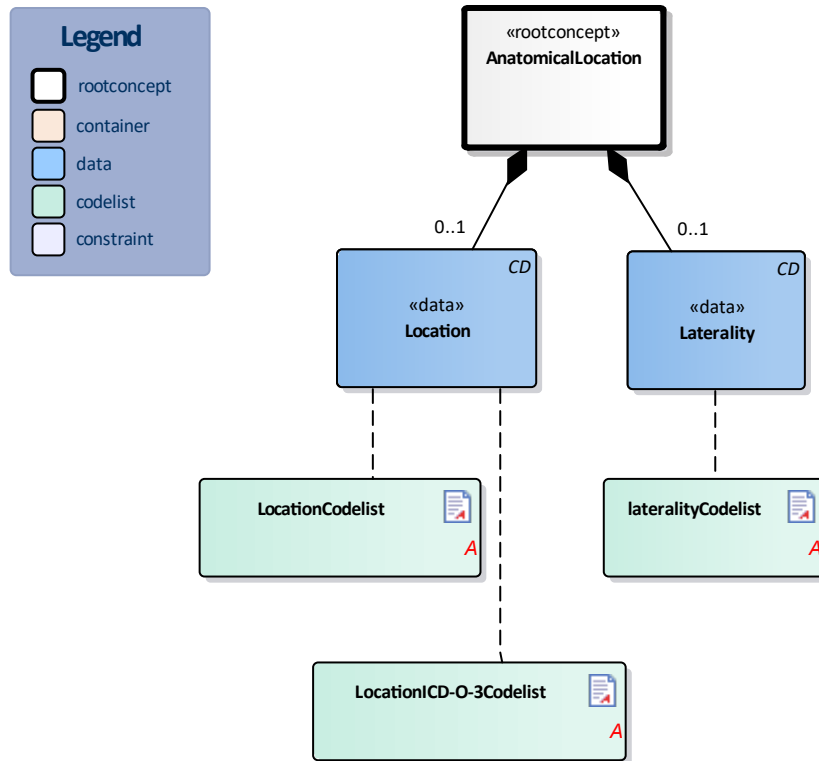 Legend
rootconcept
container
data
codelist
constraint
«rootconcept»
AnatomicalLocation
0..1
0..1
CD
«data»
Location
CD
«data»
Laterality
LocationCodelist
A
lateralityCodelist
A
LocationICD-O-3Codelist
A